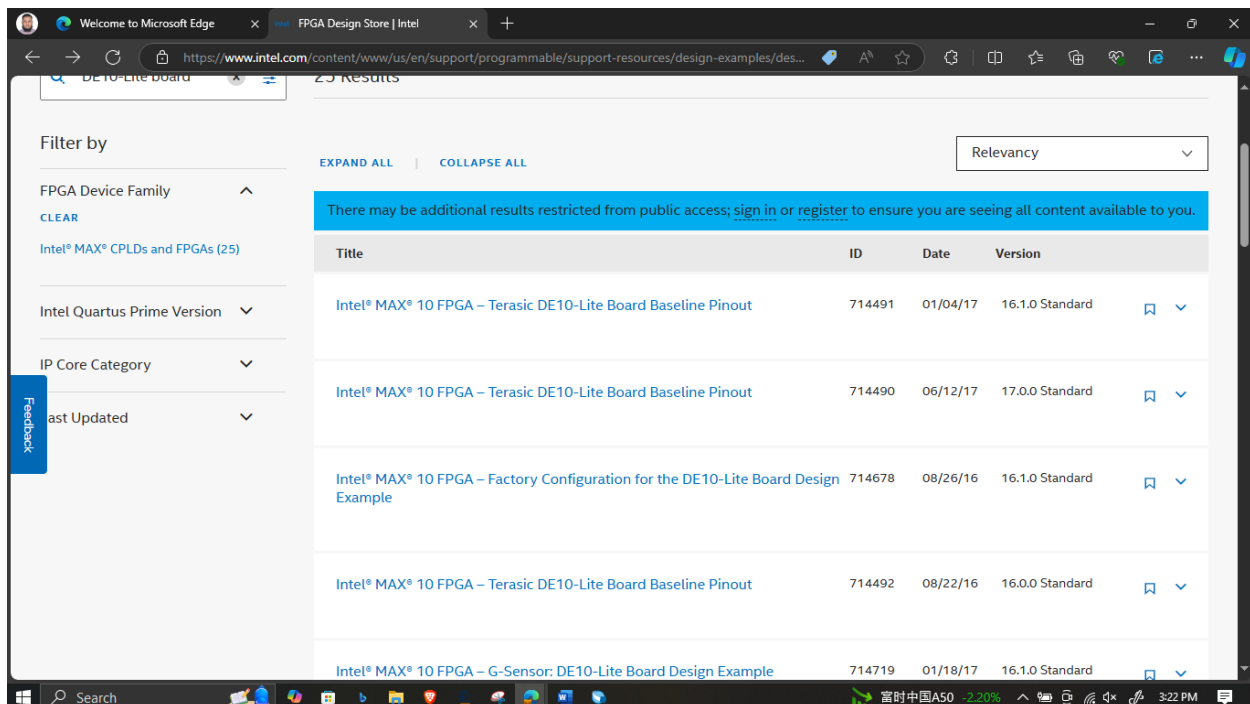 Welcome to Microsoft Edge
FPGA Design Store | Intel
https://www.intel.com/content/www/us/en/support/programmable/support-resources/design-examples/des...
DE10-Lite board
25 Results
Filter by
Relevancy
EXPAND ALL | COLLAPSE ALL
FPGA Device Family
CLEAR
There may be additional results restricted from public access; sign in or register to ensure you are seeing all content available to you.
Intel® MAX® CPLDs and FPGAs (25)
Title ID Date Version
Intel Quartus Prime Version
Intel® MAX® 10 FPGA – Terasic DE10-Lite Board Baseline Pinout 714491 01/04/17 16.1.0 Standard
IP Core Category
Intel® MAX® 10 FPGA – Terasic DE10-Lite Board Baseline Pinout 714490 06/12/17 17.0.0 Standard
ast Updated
Feedback
Intel® MAX® 10 FPGA – Factory Configuration for the DE10-Lite Board Design 714678 08/26/16 16.1.0 Standard
Example
Intel® MAX® 10 FPGA – Terasic DE10-Lite Board Baseline Pinout 714492 08/22/16 16.0.0 Standard
Intel® MAX® 10 FPGA – G-Sensor: DE10-Lite Board Design Example 714719 01/18/17 16.1.0 Standard
Search
富时中国A50 -2.20%
3:22 PM